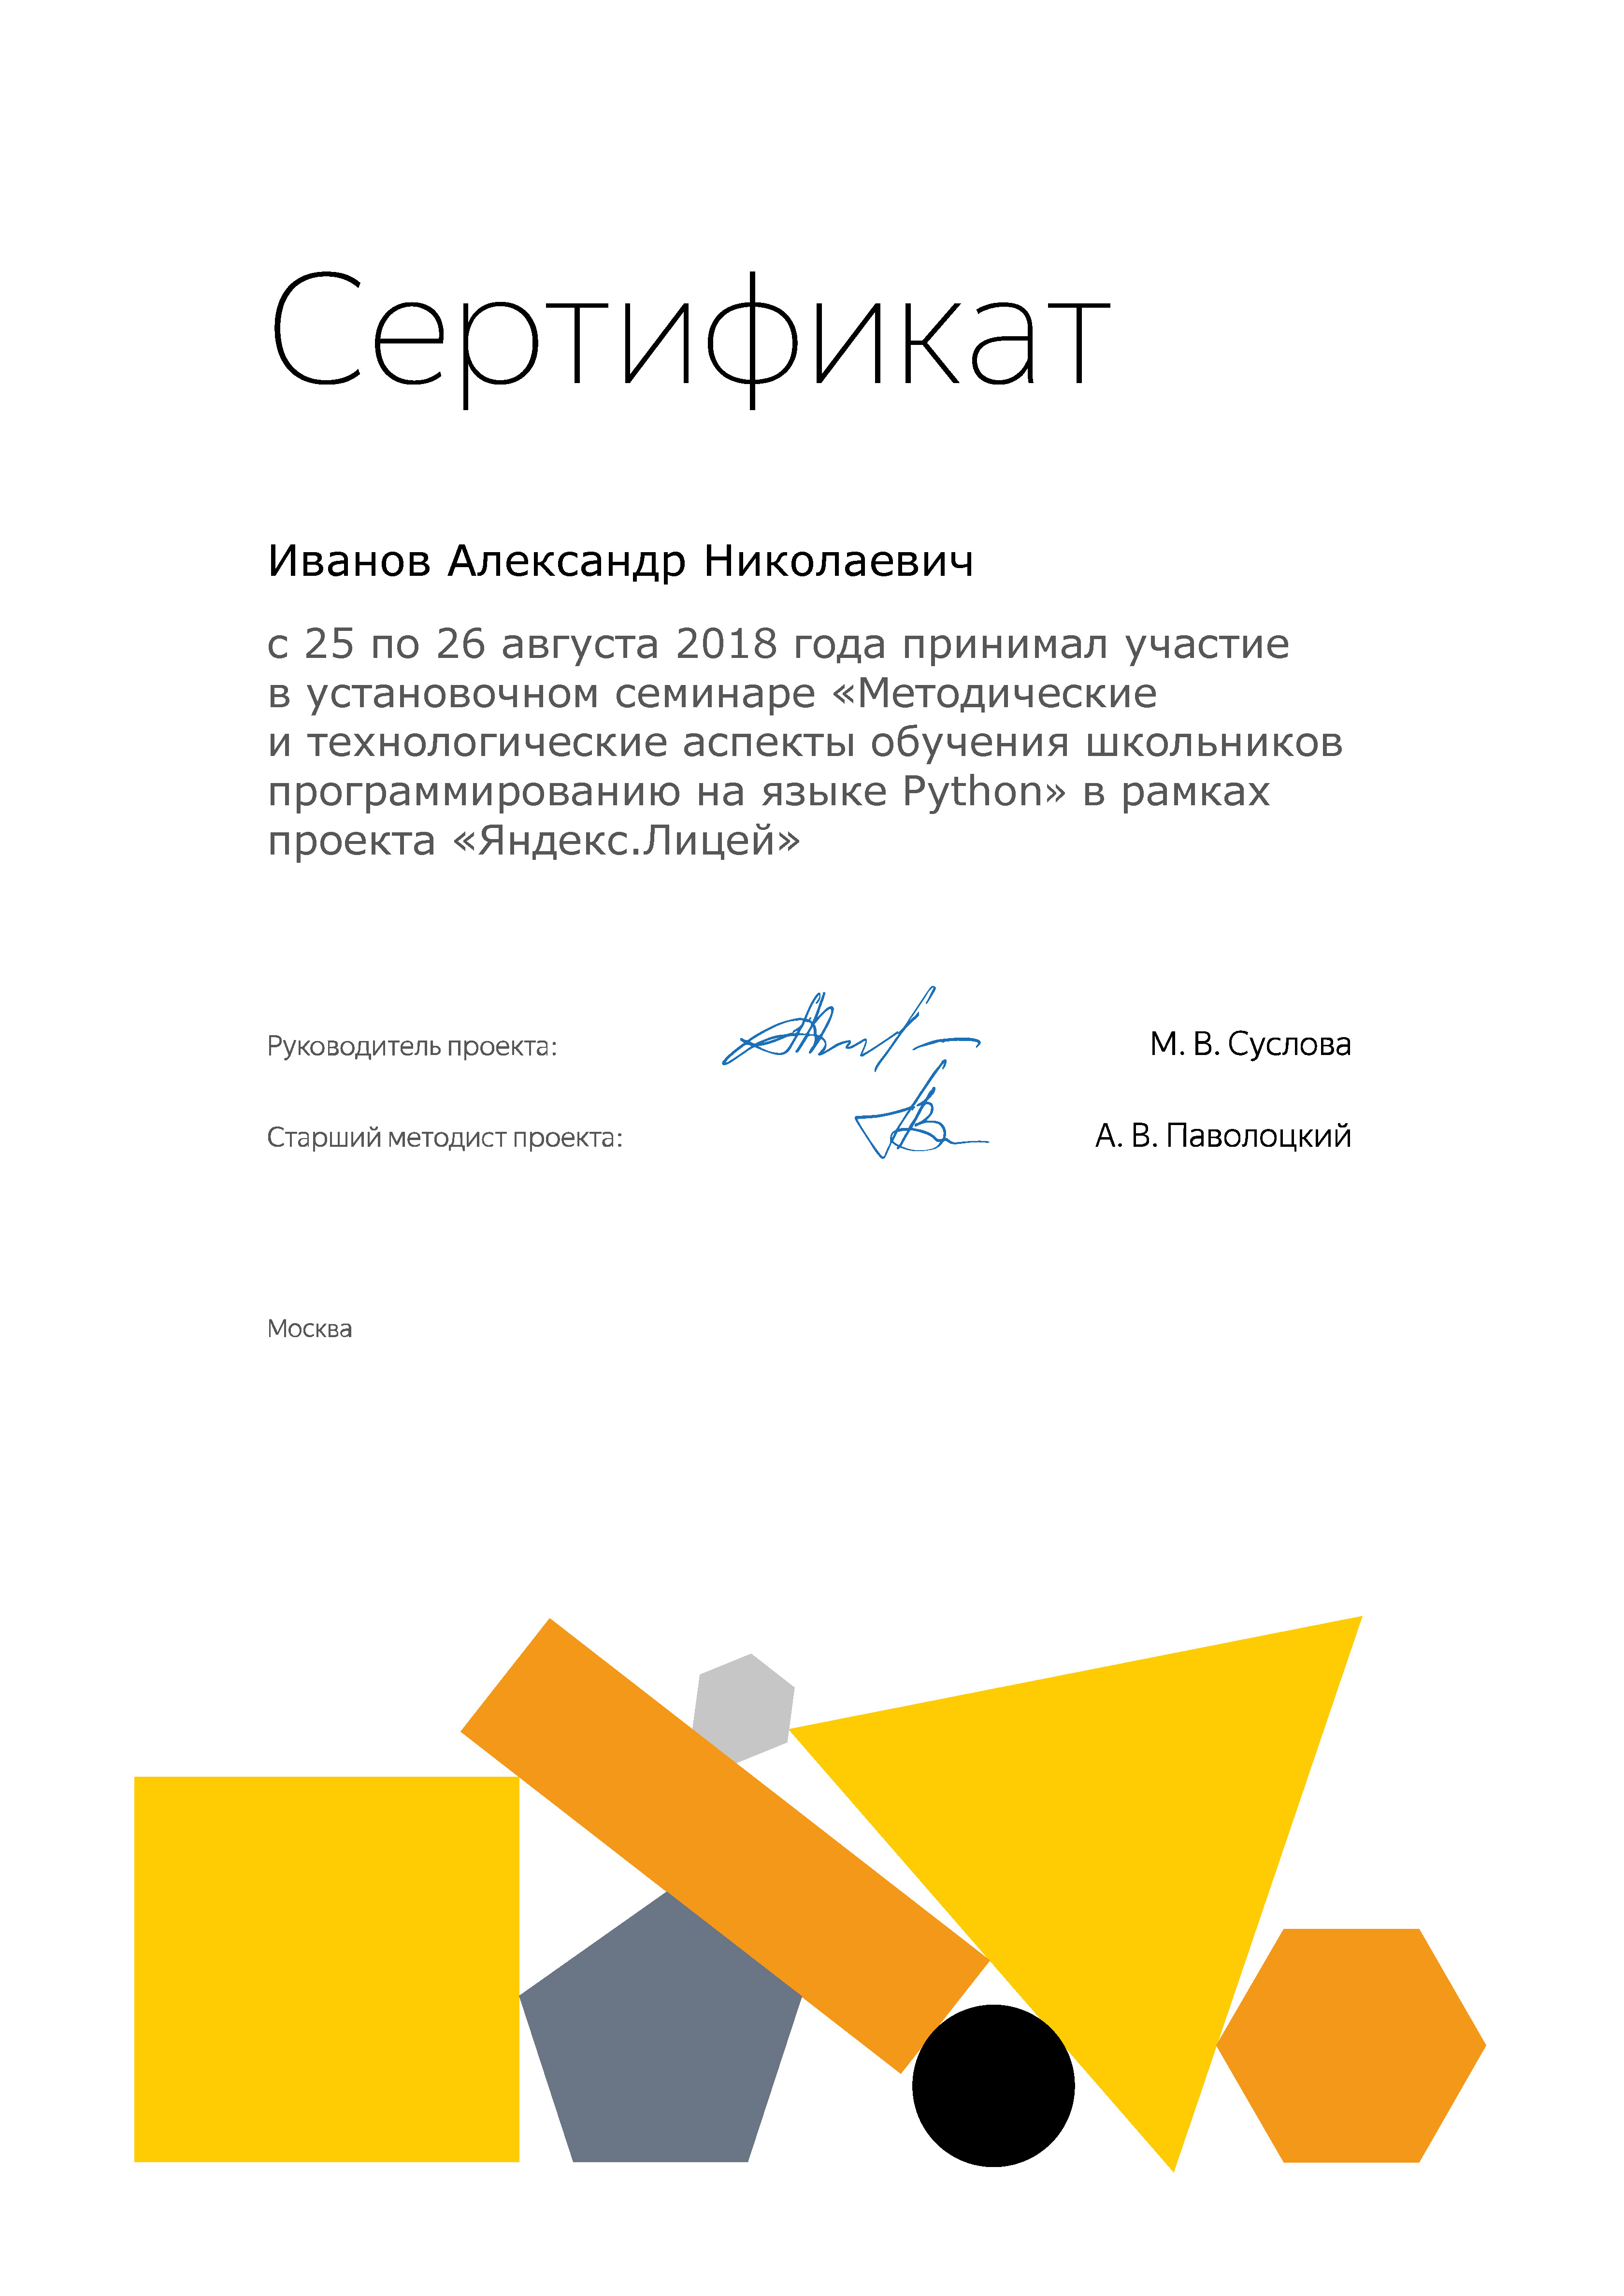 Сертификат
Иванов Александр Николаевич
с 25 по 26 августа 2018 года принимал участие
в установочном семинаре «Методические
и технологические аспекты обучения школьников
программированию на языке Python» в рамках
проекта «Яндекс.Лицей»
Руководитель проекта: М. В. Суслова
Старший методист проекта: А. В. Паволоцкий
Москва